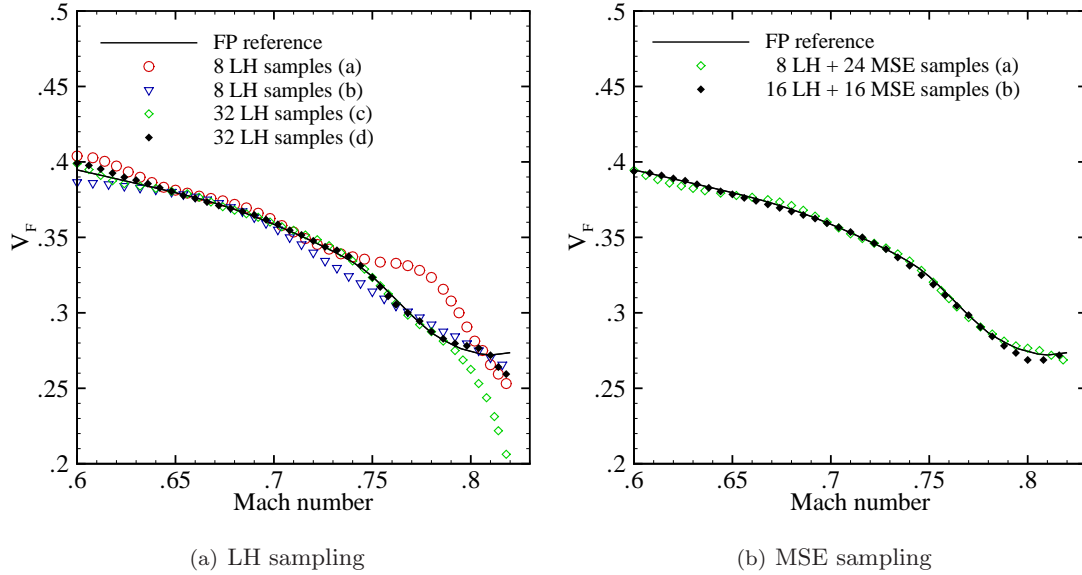 .5
.45
.4
.35
.3
.25
.2
V_F
FP reference
8 LH samples (a)
8 LH samples (b)
32 LH samples (c)
32 LH samples (d)
.6 .65 .7 .75 .8
Mach number
(a) LH sampling
.5
.45
.4
.35
.3
.25
.2
V_F
FP reference
8 LH + 24 MSE samples (a)
16 LH + 16 MSE samples (b)
.6 .65 .7 .75 .8
Mach number
(b) MSE sampling